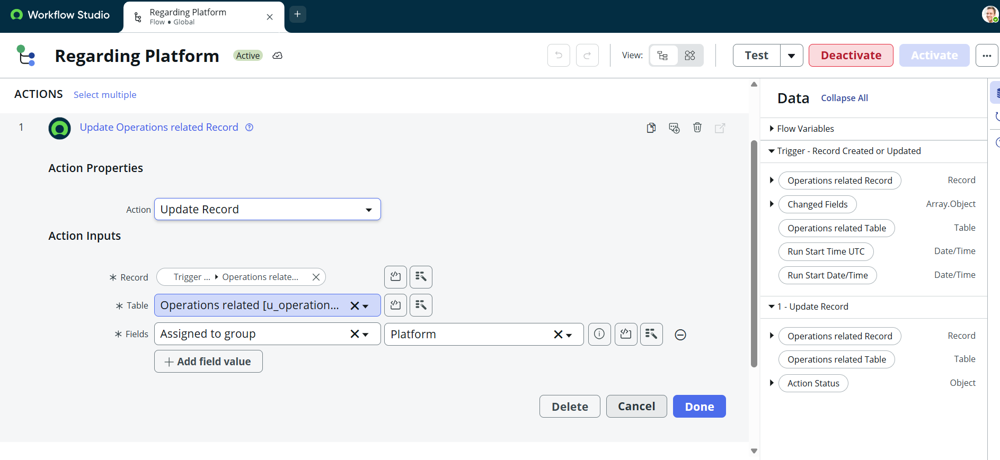 Workflow Studio
Regarding Platform
Flow • Global
Regarding Platform
Active
View:
Test
Deactivate
Activate
ACTIONS
Select multiple
1
Update Operations related Record
Action Properties
Action
Update Record
Action Inputs
* Record
Trigger ... Operations relate...
* Table
Operations related [u_operation...
* Fields
Assigned to group
Platform
+ Add field value
Delete
Cancel
Done
Data
Collapse All
Flow Variables
Trigger - Record Created or Updated
Operations related Record
Record
Changed Fields
Array.Object
Operations related Table
Table
Run Start Time UTC
Date/Time
Run Start Date/Time
Date/Time
1 - Update Record
Operations related Record
Record
Operations related Table
Table
Action Status
Object